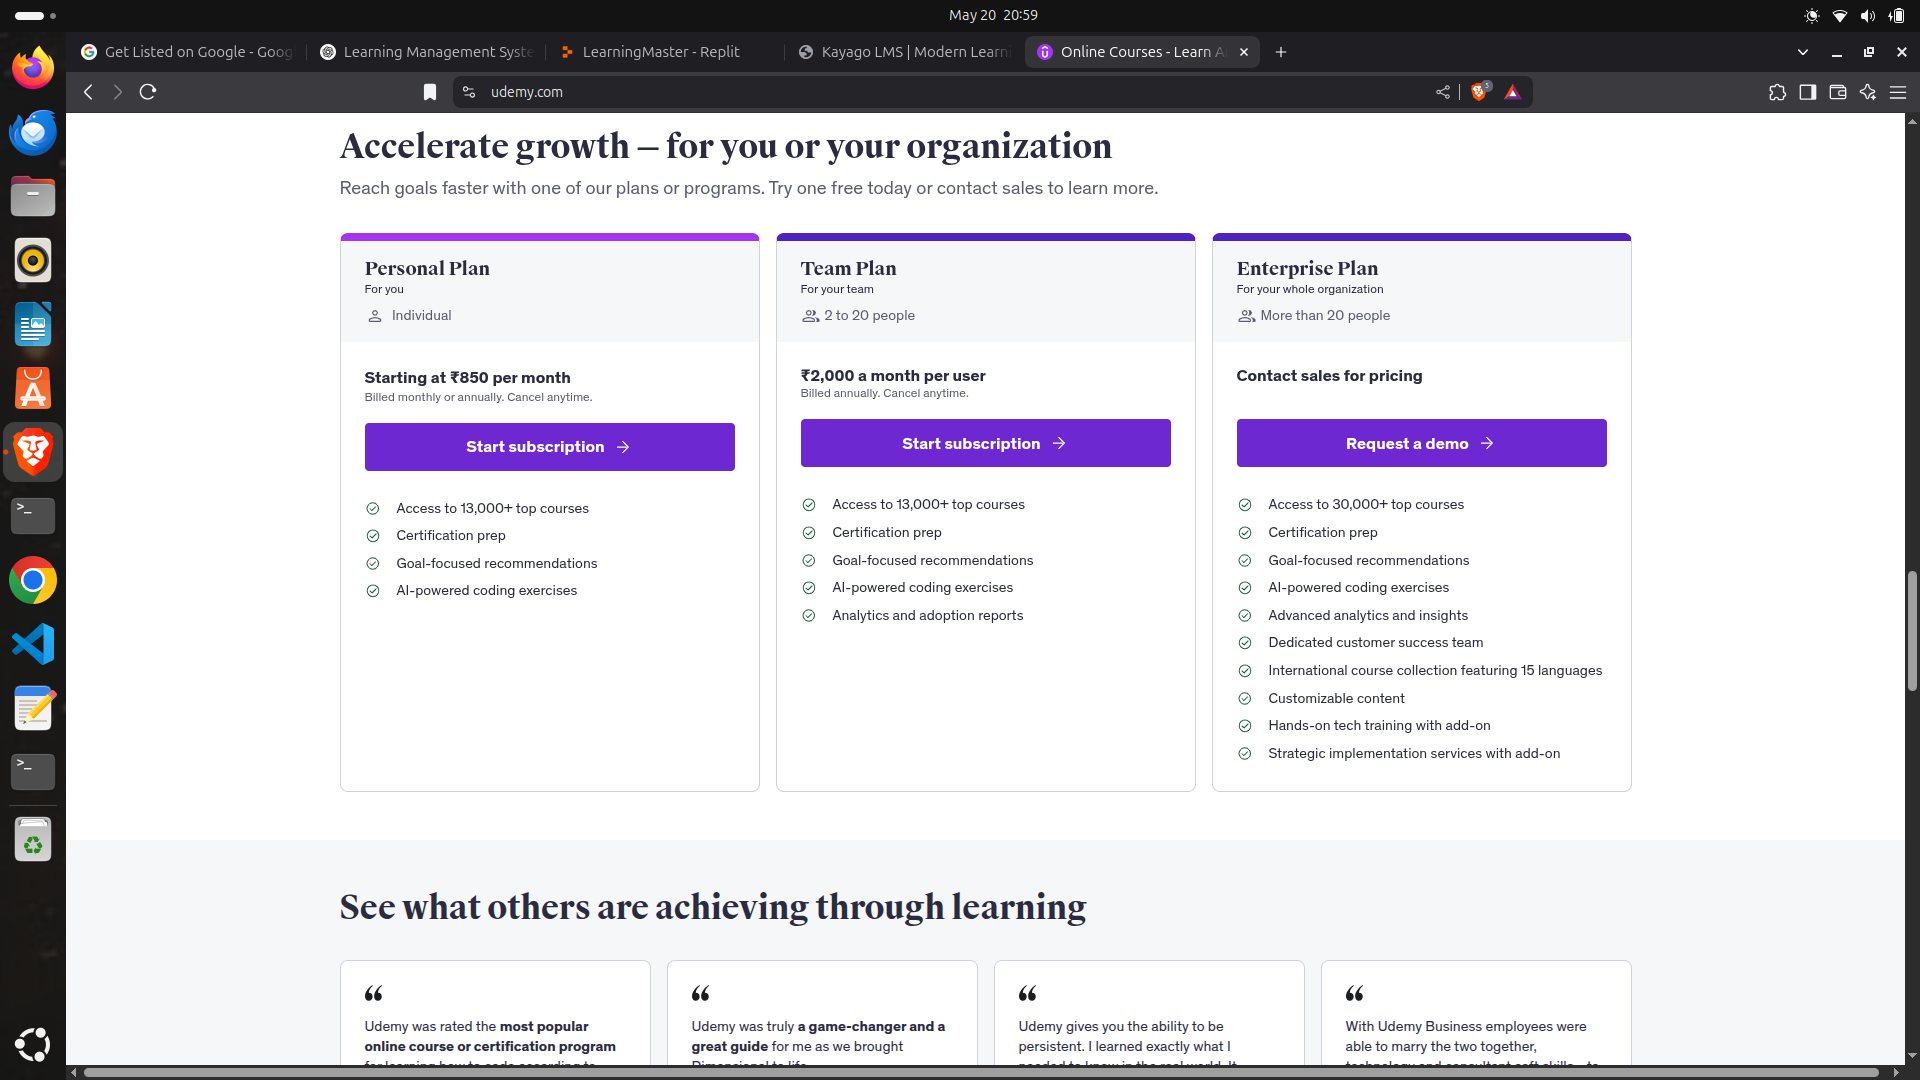 May 20 20:59
Get Listed on Google - Goog
Learning Management Syste
LearningMaster - Replit
Kayago LMS | Modern Learni
Online Courses - Learn A
udemy.com
5
Accelerate growth — for you or your organization
Reach goals faster with one of our plans or programs. Try one free today or contact sales to learn more.
Personal Plan
For you
Individual
Starting at ₹850 per month
Billed monthly or annually. Cancel anytime.
Start subscription
Access to 13,000+ top courses
Certification prep
Goal-focused recommendations
AI-powered coding exercises
Team Plan
For your team
2 to 20 people
₹2,000 a month per user
Billed annually. Cancel anytime.
Start subscription
Access to 13,000+ top courses
Certification prep
Goal-focused recommendations
AI-powered coding exercises
Analytics and adoption reports
Enterprise Plan
For your whole organization
More than 20 people
Contact sales for pricing
Request a demo
Access to 30,000+ top courses
Certification prep
Goal-focused recommendations
AI-powered coding exercises
Advanced analytics and insights
Dedicated customer success team
International course collection featuring 15 languages
Customizable content
Hands-on tech training with add-on
Strategic implementation services with add-on
See what others are achieving through learning
“
Udemy was rated the most popular
online course or certification program
“
Udemy was truly a game-changer and a
great guide for me as we brought
“
Udemy gives you the ability to be
persistent. I learned exactly what I
“
With Udemy Business employees were
able to marry the two together,